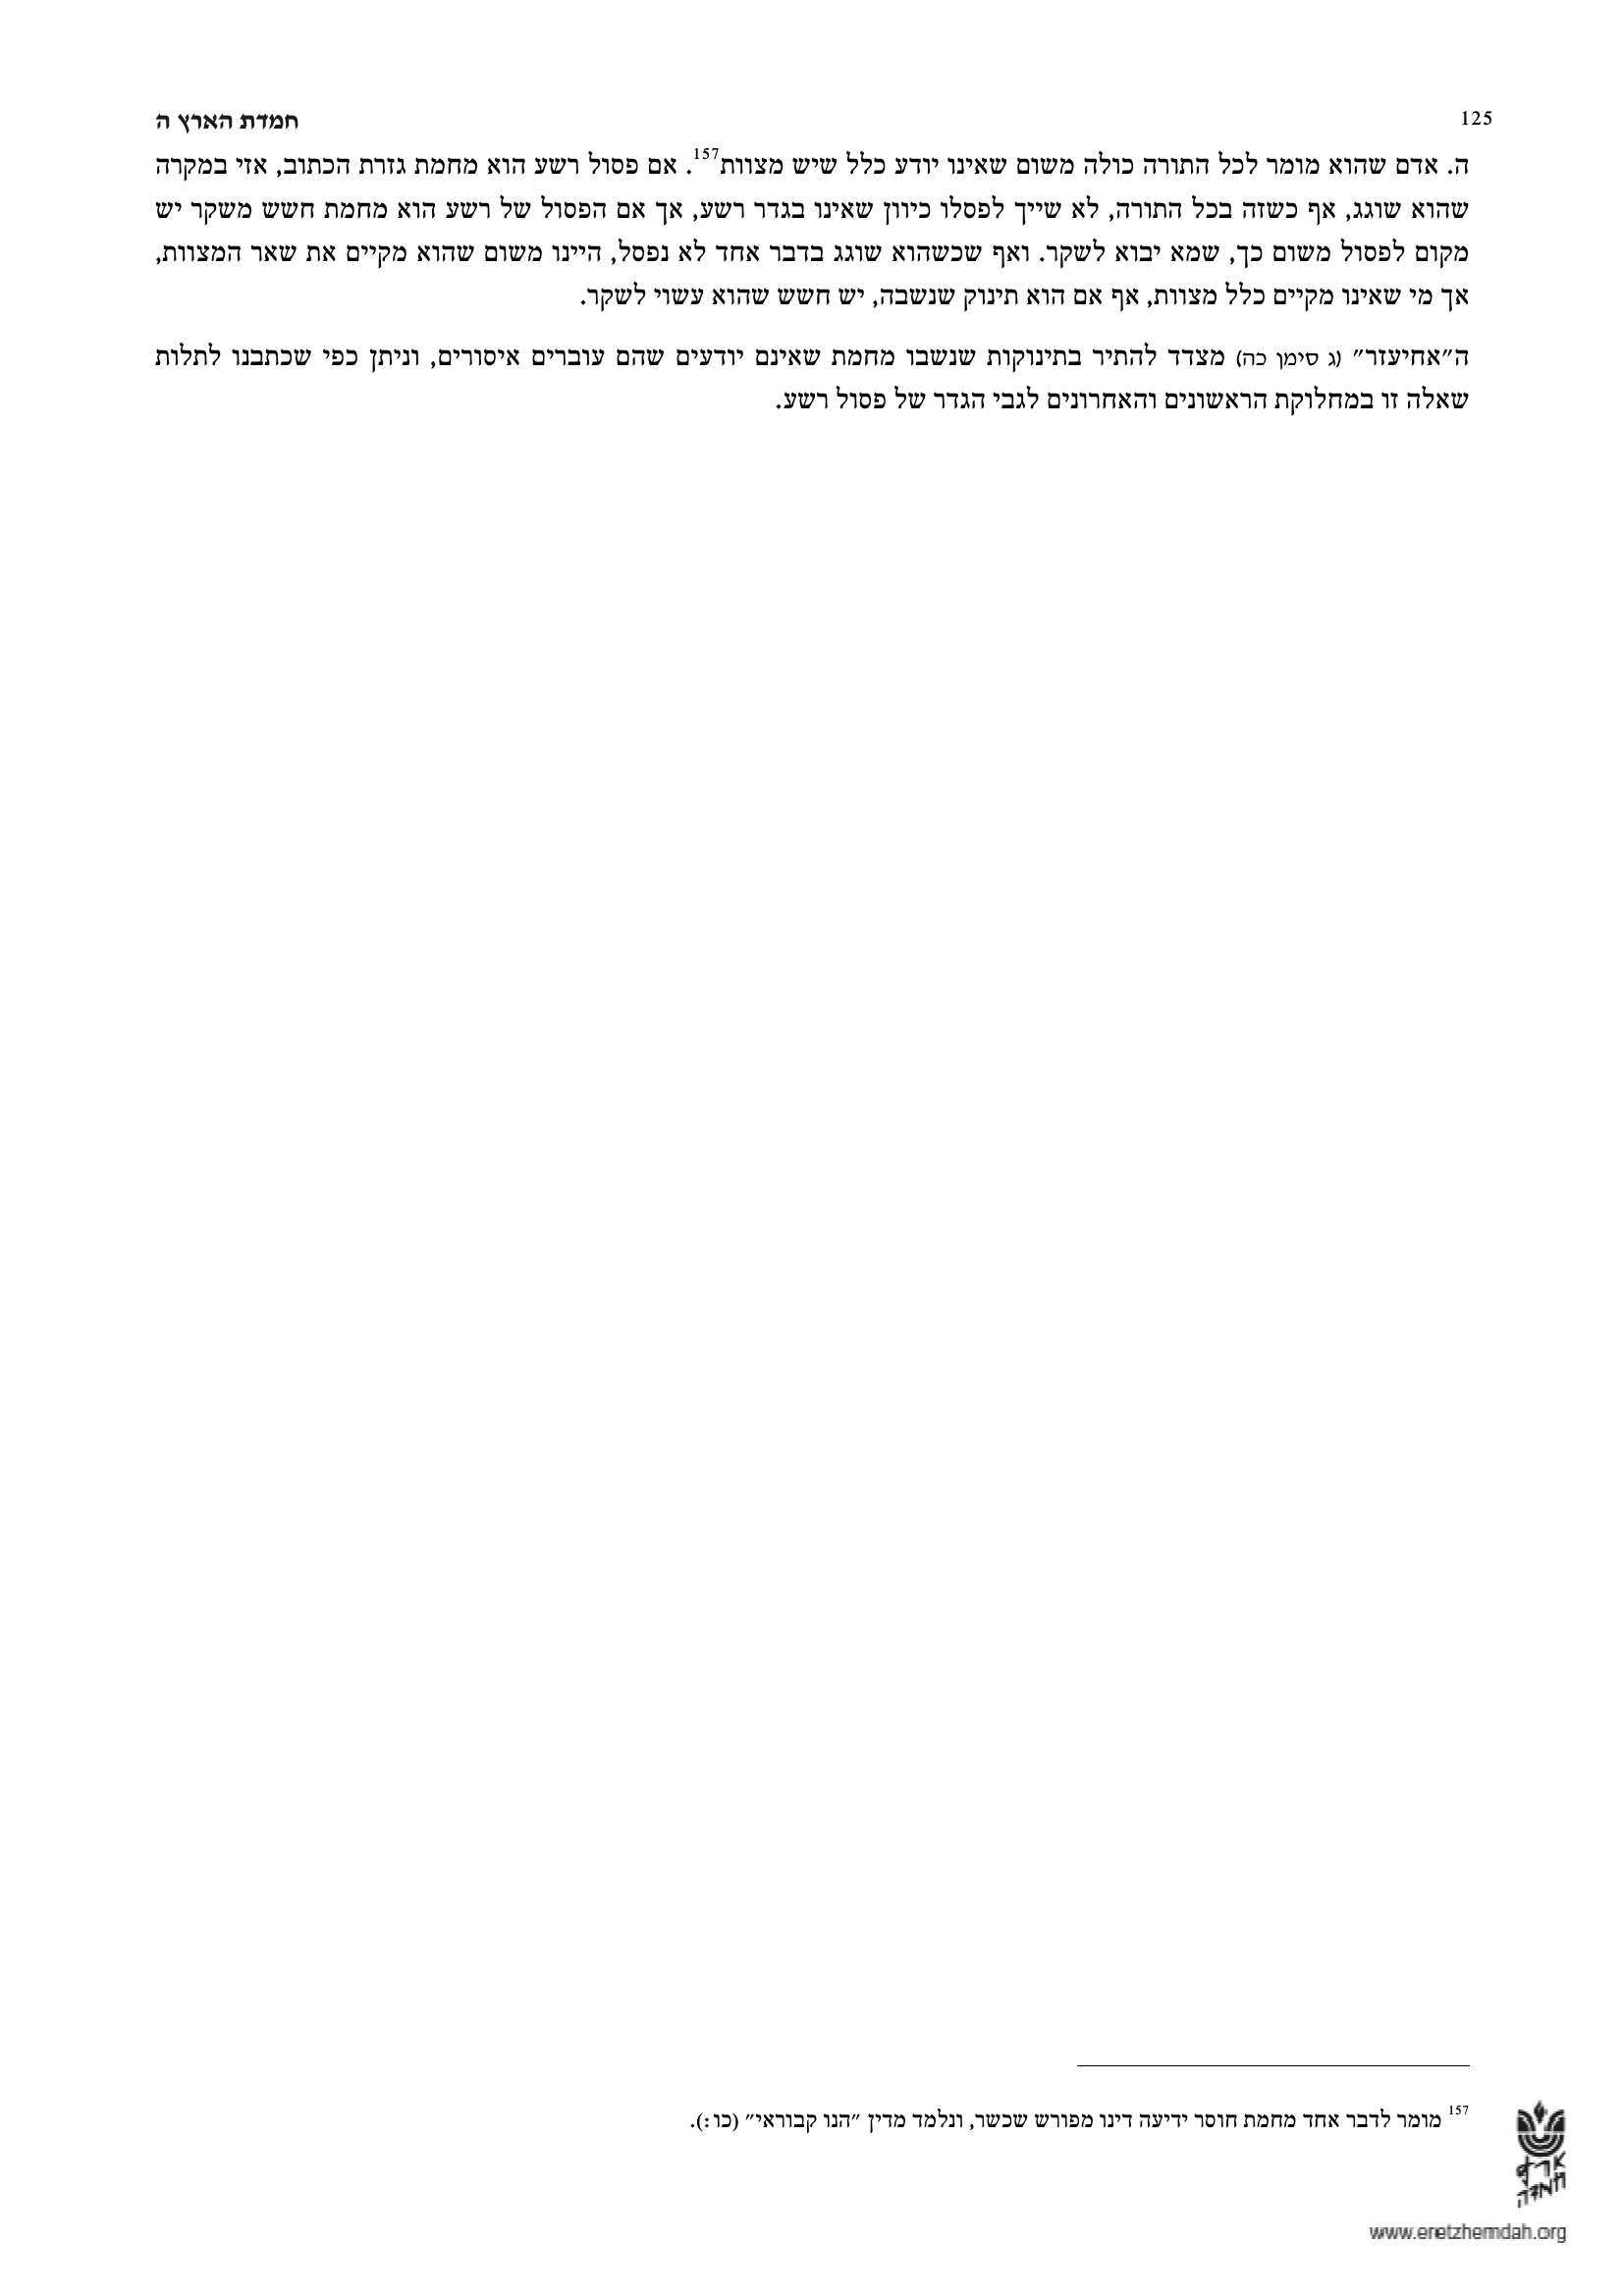 125
חמדת הארץ ה
ה. אדם שהוא מומר לכל התורה כולה משום שאינו יודע כלל שיש מצוות157. אם פסול רשע הוא מחמת גזרת הכתוב, אזי במקרה
שהוא שוגג, אף כשזה בכל התורה, לא שייך לפסלו כיוון שאינו בגדר רשע, אך אם הפסול של רשע הוא מחמת חשש משקר יש
מקום לפסול משום כך, שמא יבוא לשקר. ואף שכשהוא שוגג בדבר אחד לא נפסל, היינו משום שהוא מקיים את שאר המצוות,
אך מי שאינו מקיים כלל מצוות, אף אם הוא תינוק שנשבה, יש חשש שהוא עשוי לשקר.
ה״אחיעזר״ (ג סימן כה) מצדד להתיר בתינוקות שנשבו מחמת שאינם יודעים שהם עוברים איסורים, וניתן כפי שכתבנו לתלות
שאלה זו במחלוקת הראשונים והאחרונים לגבי הגדר של פסול רשע.
157 מומר לדבר אחד מחמת חוסר ידיעה דינו מפורש שכשר, ונלמד מדין ״הנו קבוראי״ (כו:).
ארץ
חמדה
www.eretzhemdah.org